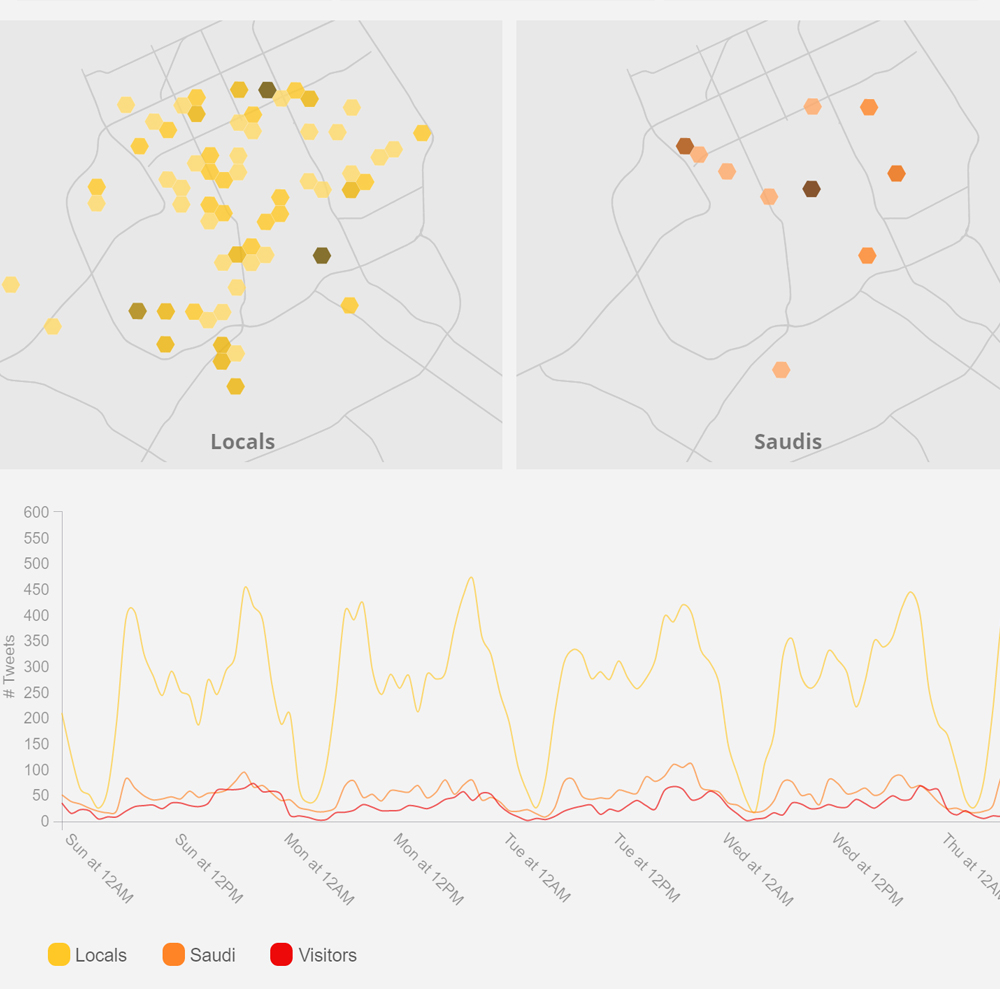 Locals
Saudis
600
550
500
450
400
350
300
250
200
150
100
50
0
# Tweets
Sun at 12AM
Sun at 12PM
Mon at 12AM
Mon at 12PM
Tue at 12AM
Tue at 12PM
Wed at 12AM
Wed at 12PM
Thu at 12AM
Locals
Saudi
Visitors